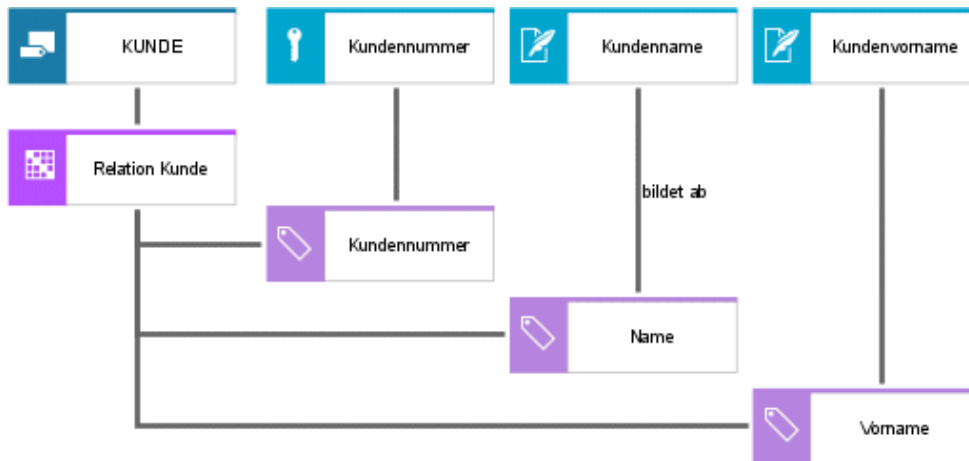 KUNDE
Kundennummer
Kundenname
Kundenvorname
Relation Kunde
bildet ab
Kundennummer
Name
Vorname